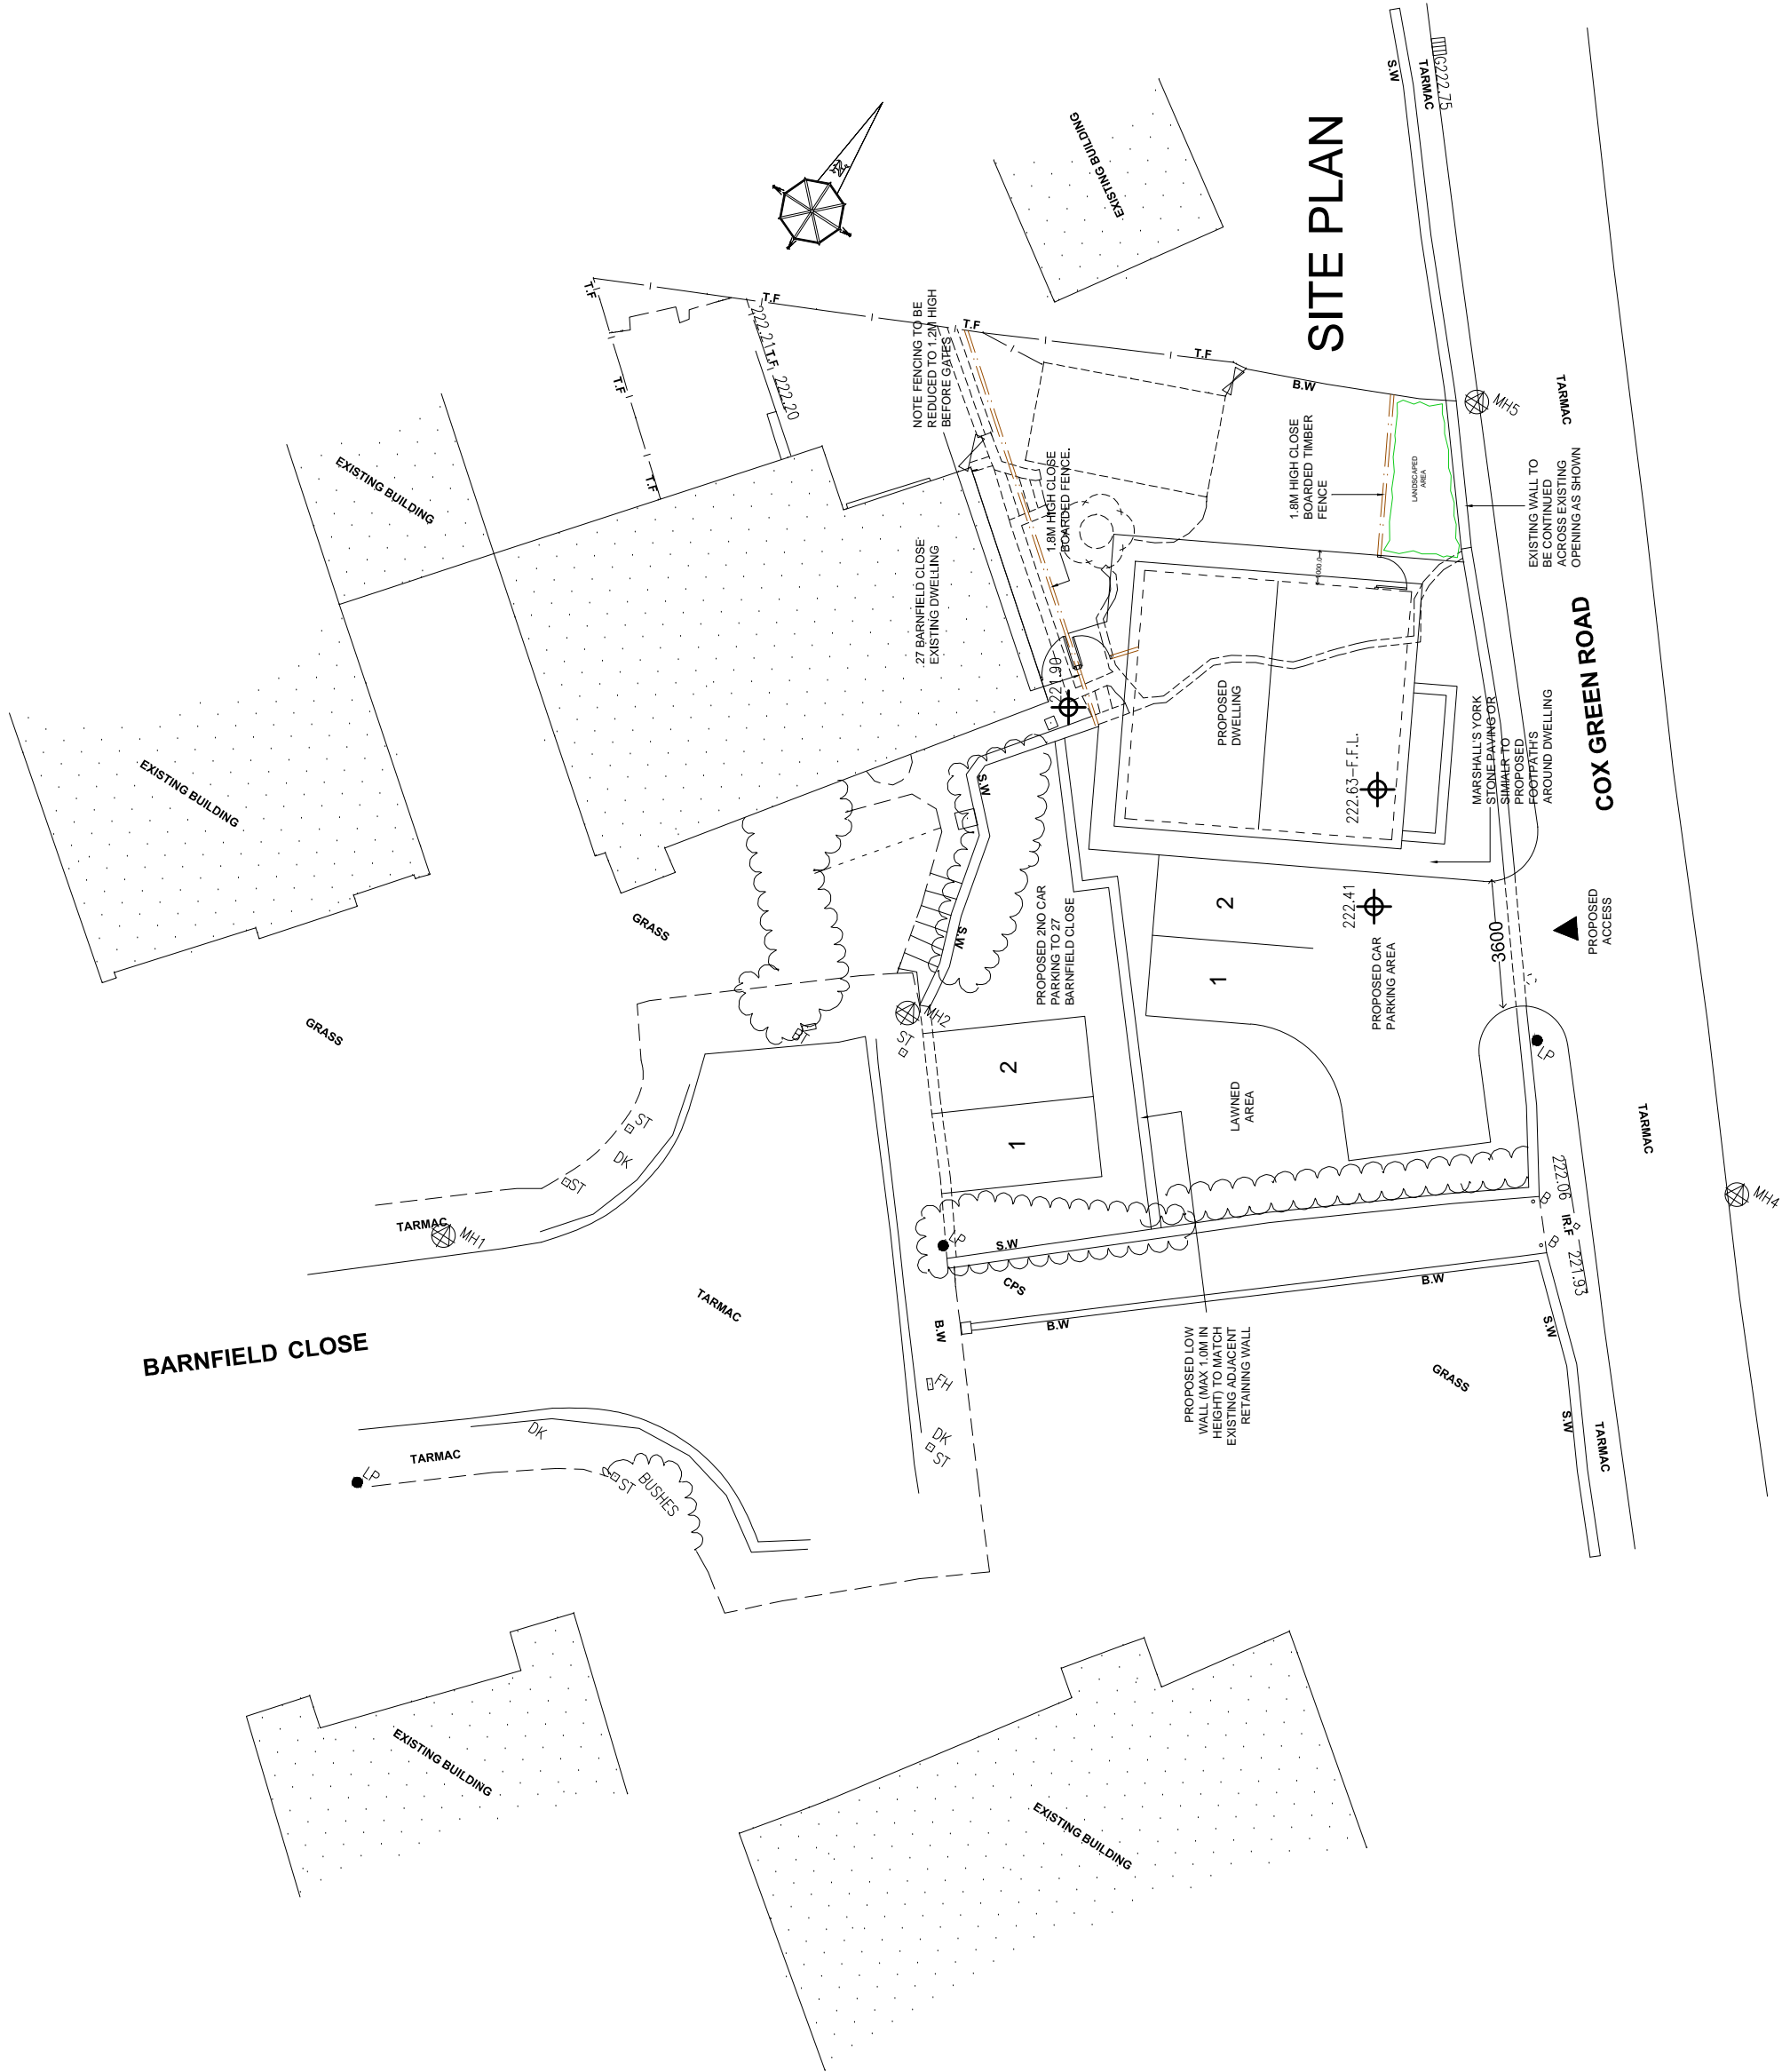 SITE PLAN
S.W
TARMAC
G222.75
EXISTING BUILDING
N
T.F
T.F
222.21
T.F
222.20
T.F
T.F
NOTE FENCING TO BE
REDUCED TO 1.2M HIGH
BEFORE GATES
T.F
T.F
B.W
MH5
TARMAC
EXISTING BUILDING
1.8M HIGH CLOSE
BOARDED FENCE.
1.8M HIGH CLOSE
BOARDED TIMBER
FENCE
LANDSCAPED
AREA
EXISTING WALL TO
BE CONTINUED
ACROSS EXISTING
OPENING AS SHOWN
27 BARNFIELD CLOSE
EXISTING DWELLING
221.90
PROPOSED
DWELLING
222.63-F.F.L.
MARSHALL'S YORK
STONE PAVING OR
SIMIALR TO
PROPOSED
FOOTPATH'S
AROUND DWELLING
COX GREEN ROAD
EXISTING BUILDING
S.W
S.W
GRASS
GRASS
PROPOSED 2NO CAR
PARKING TO 27
BARNFIELD CLOSE
2
1
222.41
PROPOSED CAR
PARKING AREA
3600
PROPOSED
ACCESS
MH2
ST
BT
2
1
LAWNED
AREA
LP
TARMAC
ST
DK
ST
TARMAC
MH1
LP
S.W
CPS
222.06
B
IR.F
B
221.93
MH4
TARMAC
B.W
B.W
B.W
S.W
BARNFIELD CLOSE
FH
DK
ST
PROPOSED LOW
WALL (MAX 1.0M IN
HEIGHT) TO MATCH
EXISTING ADJACENT
RETAINING WALL
GRASS
S.W
TARMAC
DK
TARMAC
LP
ST
BUSHES
EXISTING BUILDING
EXISTING BUILDING